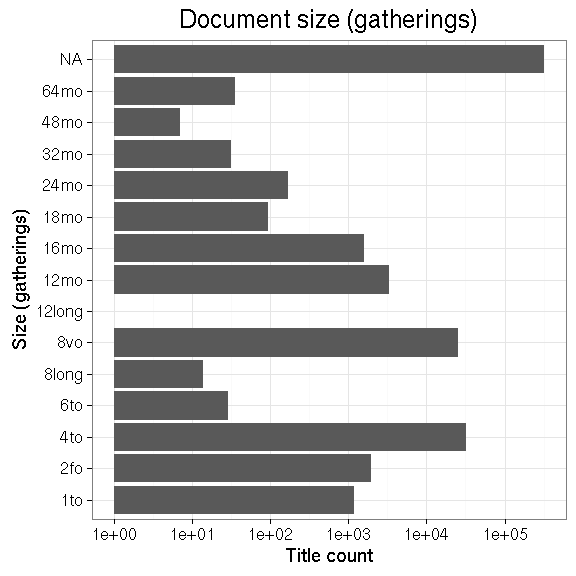 Document size (gatherings)
Size (gatherings)
NA
64mo
48mo
32mo
24mo
18mo
16mo
12mo
12long
8vo
8long
6to
4to
2fo
1to
1e+00 1e+01 1e+02 1e+03 1e+04 1e+05
Title count